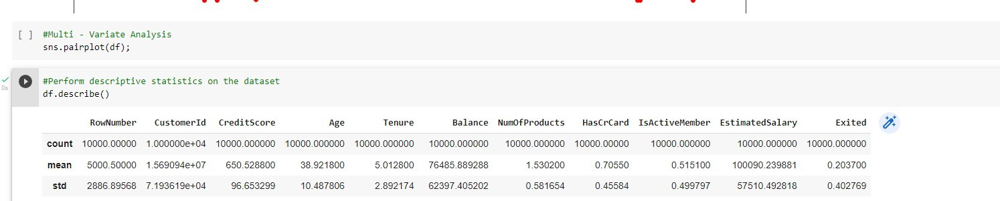 [ ] #Multi - Variate Analysis
sns.pairplot(df);
0s
#Perform descriptive statistics on the dataset
df.describe()
RowNumber CustomerId CreditScore Age Tenure Balance NumOfProducts HasCrCard IsActiveMember EstimatedSalary Exited
count 10000.00000 1.000000e+04 10000.000000 10000.000000 10000.000000 10000.000000 10000.000000 10000.00000 10000.000000 10000.000000 10000.000000
mean 5000.50000 1.569094e+07 650.528800 38.921800 5.012800 76485.889288 1.530200 0.70550 0.515100 100090.239881 0.203700
std 2886.89568 7.193619e+04 96.653299 10.487806 2.892174 62397.405202 0.581654 0.45584 0.499797 57510.492818 0.402769